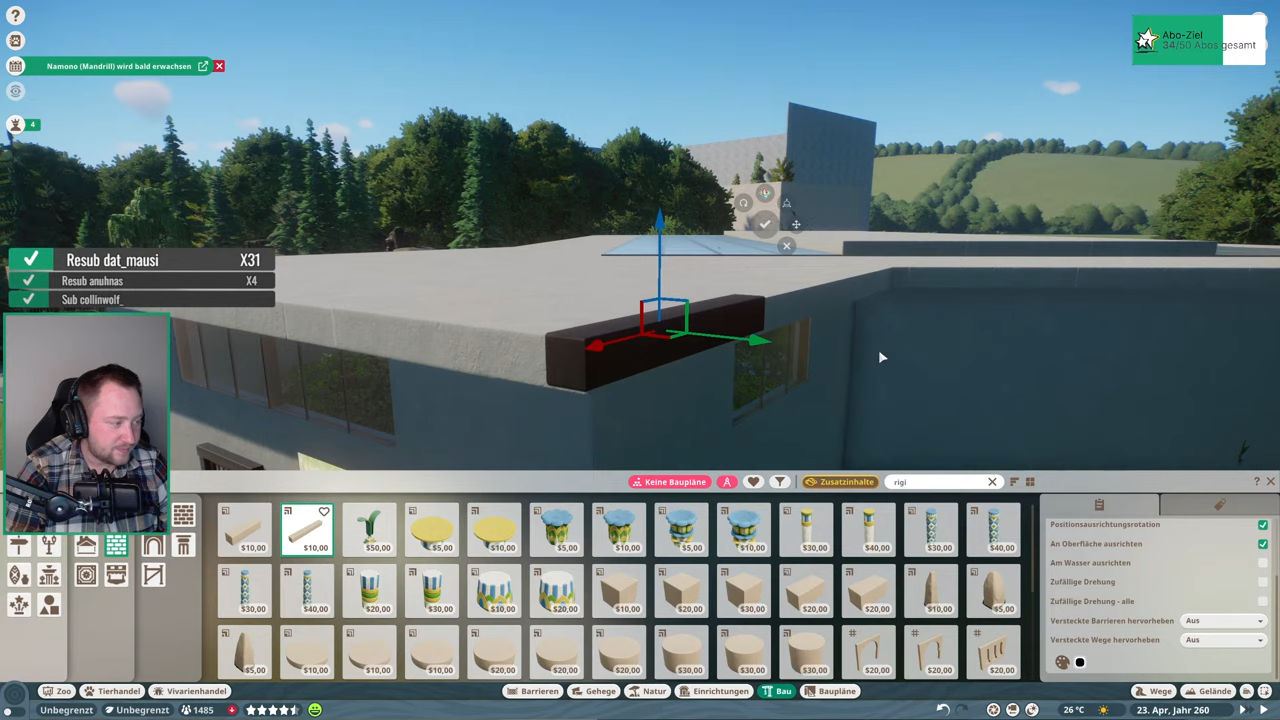 ?
Namono (Mandrill) wird bald erwachsen
4
Abo-Ziel
34/50 Abos gesamt
Resub dat_mausi X31
Resub anuhnas X4
Sub collinwolf_
Keine Baupläne
Zusatzinhalte
rigi
?
$10,00 $10,00 $50,00 $5,00 $10,00 $5,00 $10,00 $5,00 $10,00 $30,00 $40,00 $30,00 $40,00
$30,00 $40,00 $20,00 $30,00 $10,00 $20,00 $10,00 $20,00 $30,00 $20,00 $20,00 $10,00 $5,00
$5,00 $10,00 $10,00 $10,00 $20,00 $20,00 $20,00 $30,00 $30,00 $30,00 $20,00 $20,00 $20,00
Positionsausrichtungsrotation
An Oberfläche ausrichten
Am Wasser ausrichten
Zufällige Drehung
Zufällige Drehung - alle
Versteckte Barrieren hervorheben Aus
Versteckte Wege hervorheben Aus
Zoo
Tierhandel
Vivarienhandel
Barrieren
Gehege
Natur
Einrichtungen
Bau
Baupläne
Wege
Gelände
Unbegrenzt
Unbegrenzt
1485
26 °C
23. Apr, Jahr 260